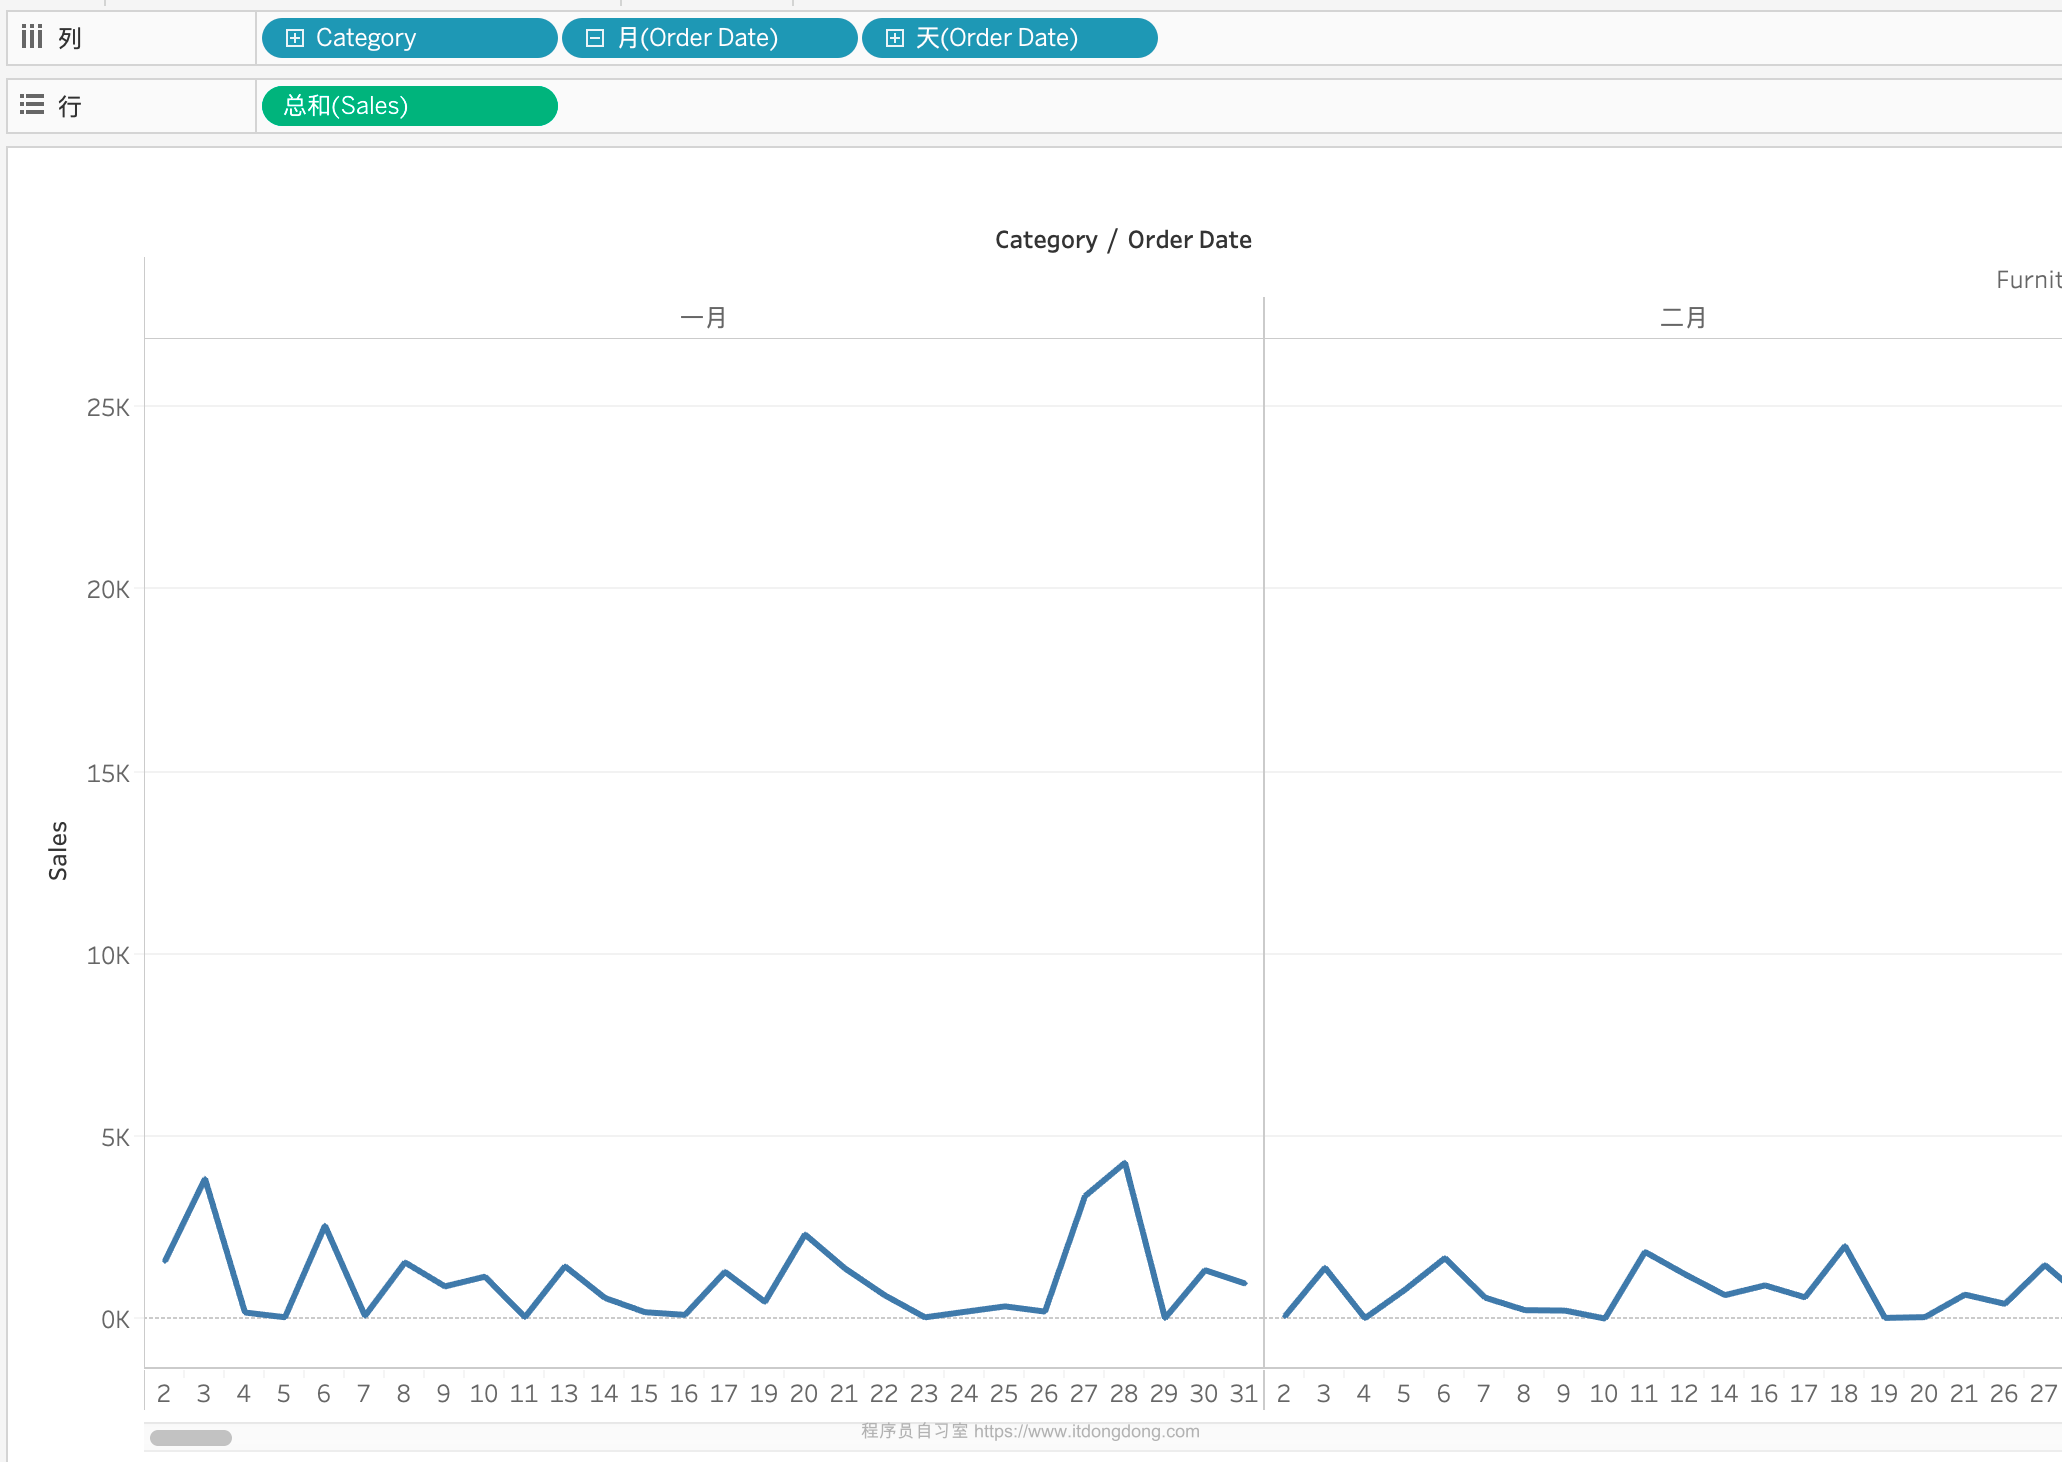 列 Category 月(Order Date) 天(Order Date)
行 总和(Sales)
Category / Order Date
Furnit
一月 二月
25K
20K
15K
10K
5K
0K
Sales
2 3 4 5 6 7 8 9 10 11 13 14 15 16 17 19 20 21 22 23 24 25 26 27 28 29 30 31 2 3 4 5 6 7 8 9 10 11 12 14 16 17 18 19 20 21 26 27
程序员自习室 https://www.itdongdong.com